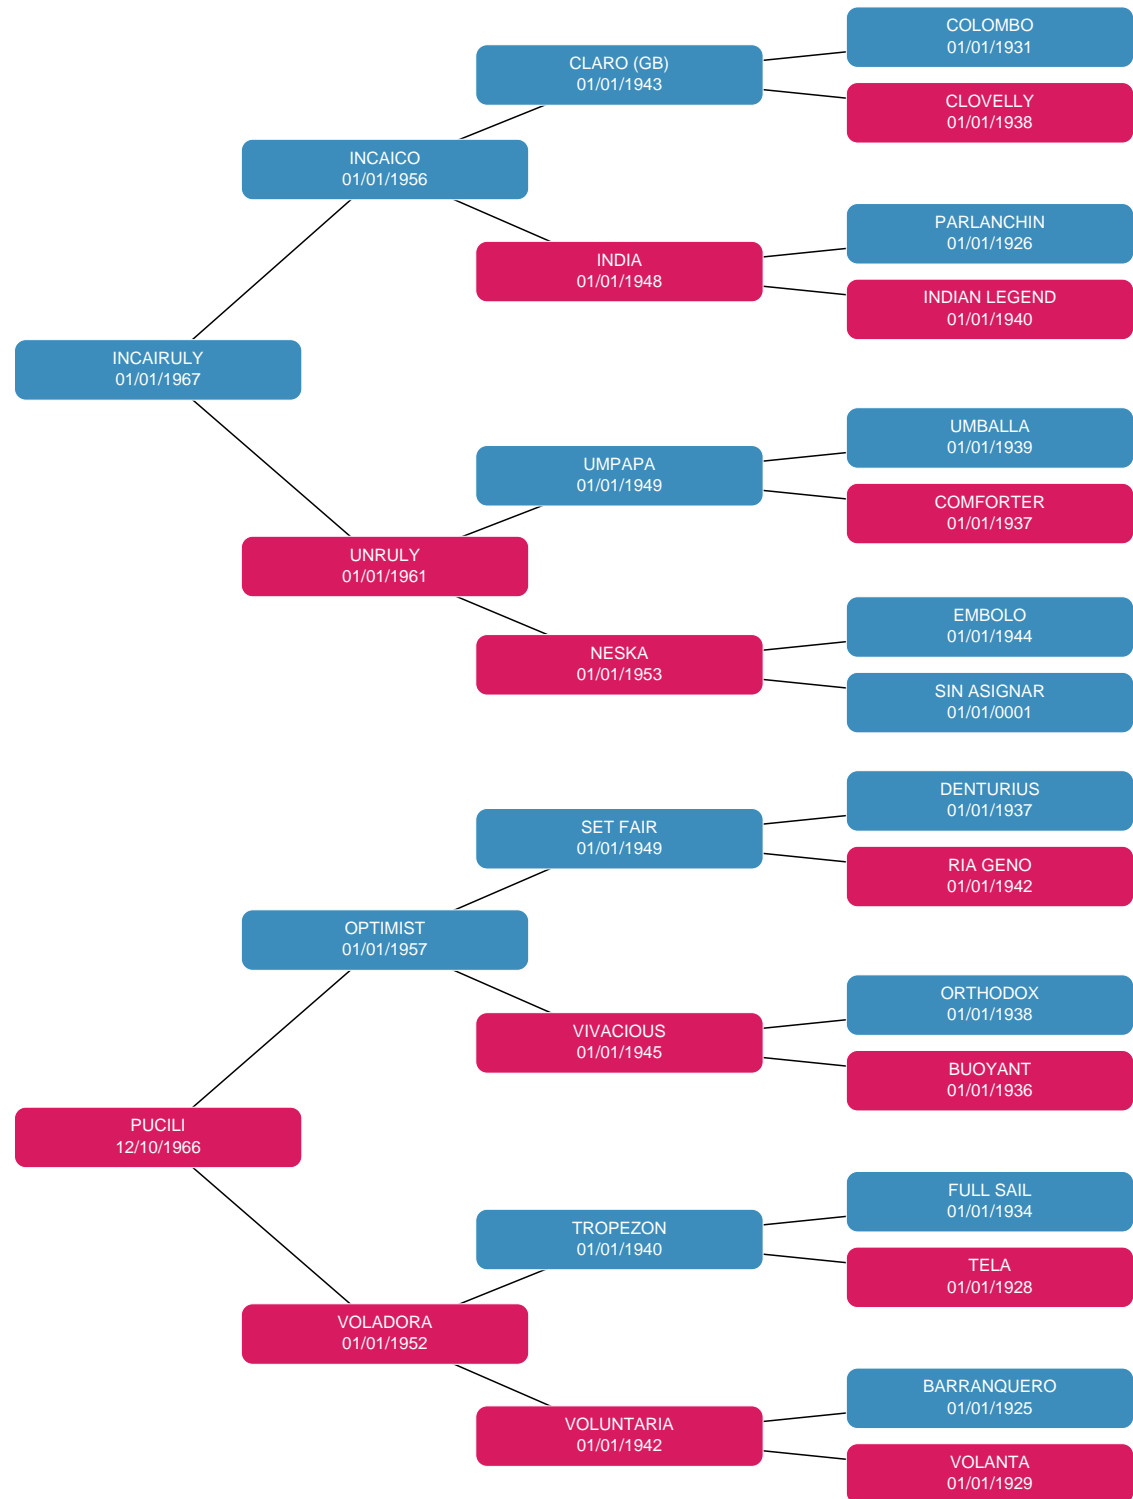 COLOMBO
01/01/1931
CLARO (GB)
01/01/1943
CLOVELLY
01/01/1938
INCAICO
01/01/1956
PARLANCHIN
01/01/1926
INDIA
01/01/1948
INDIAN LEGEND
01/01/1940
INCAIRULY
01/01/1967
UMBALLA
01/01/1939
UMPAPA
01/01/1949
COMFORTER
01/01/1937
UNRULY
01/01/1961
EMBOLO
01/01/1944
NESKA
01/01/1953
SIN ASIGNAR
01/01/0001
DENTURIUS
01/01/1937
SET FAIR
01/01/1949
RIA GENO
01/01/1942
OPTIMIST
01/01/1957
ORTHODOX
01/01/1938
VIVACIOUS
01/01/1945
BUOYANT
01/01/1936
PUCILI
12/10/1966
FULL SAIL
01/01/1934
TROPEZON
01/01/1940
TELA
01/01/1928
VOLADORA
01/01/1952
BARRANQUERO
01/01/1925
VOLUNTARIA
01/01/1942
VOLANTA
01/01/1929